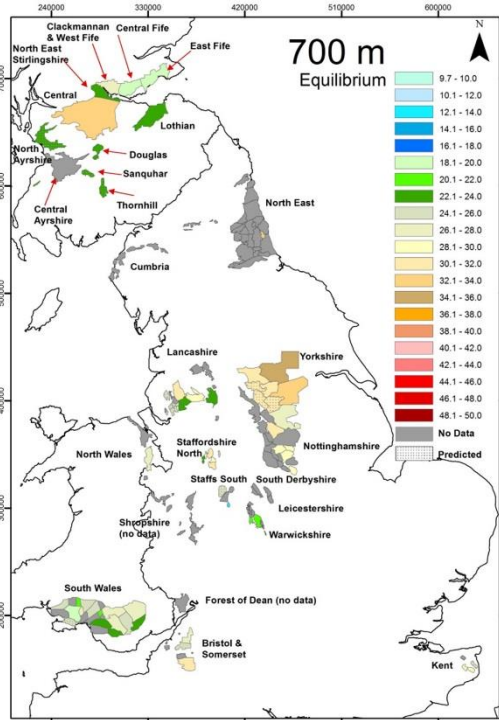 240000 330000 420000 510000 600000
700 m
Equilibrium
N
Clackmannan
& West Fife
Central Fife
North East
Stirlingshire
East Fife
Central
Lothian
North
Ayrshire
Douglas
Sanquhar
Thornhill
Central
Ayrshire
North East
Cumbria
Lancashire
Yorkshire
North Wales
Staffordshire
North
Nottinghamshire
Staffs South
South Derbyshire
Leicestershire
Shropshire
(no data)
Warwickshire
South Wales
Forest of Dean (no data)
Bristol &
Somerset
Kent
9.7 - 10.0
10.1 - 12.0
12.1 - 14.0
14.1 - 16.0
16.1 - 18.0
18.1 - 20.0
20.1 - 22.0
22.1 - 24.0
24.1 - 26.0
26.1 - 28.0
28.1 - 30.0
30.1 - 32.0
32.1 - 34.0
34.1 - 36.0
36.1 - 38.0
38.1 - 40.0
40.1 - 42.0
42.1 - 44.0
44.1 - 46.0
46.1 - 48.0
48.1 - 50.0
No Data
Predicted